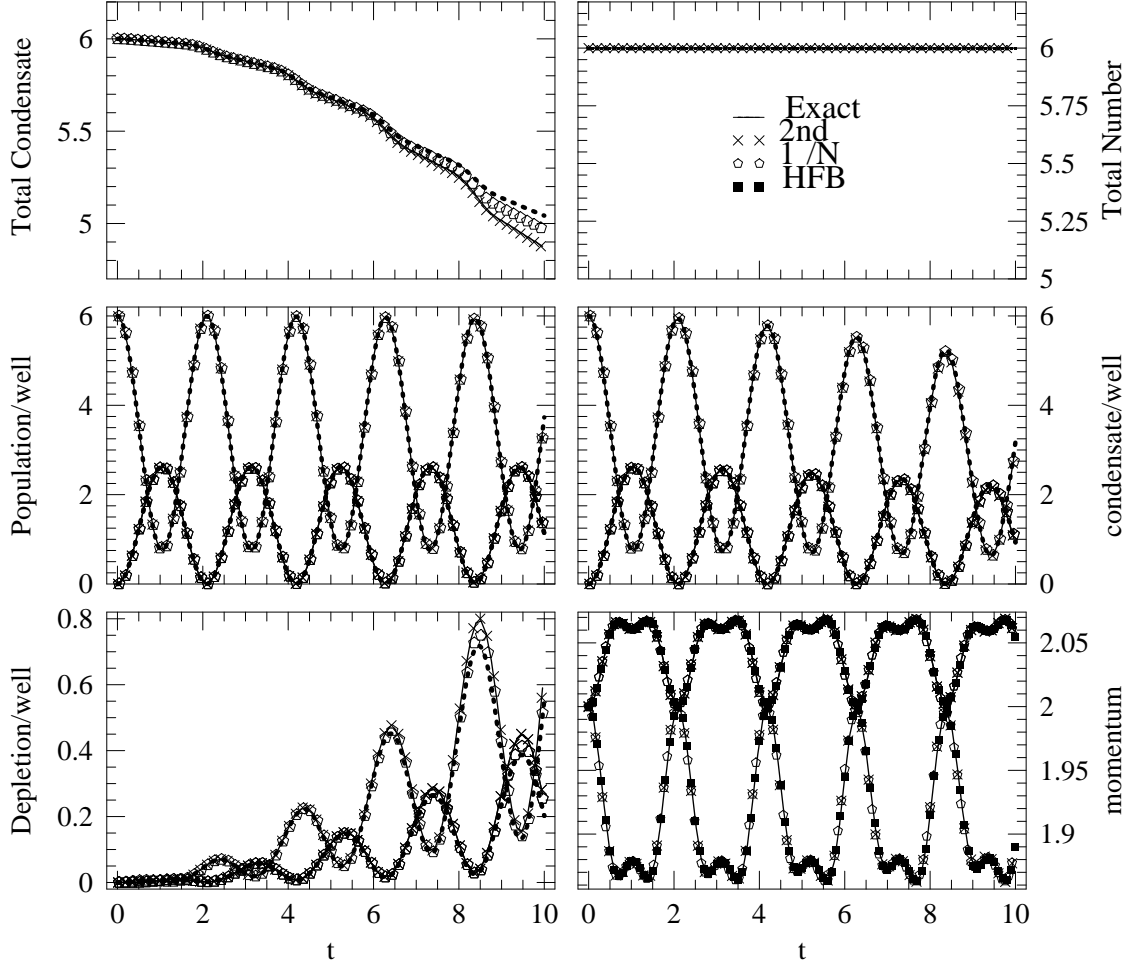 Total Condensate
6
5.5
5
Exact
2nd
1 /N
HFB
6
5.75
5.5
5.25
5
Total Number
Population/well
6
4
2
0
6
4
2
0
condensate/well
Depletion/well
0.8
0.6
0.4
0.2
0
2.05
2
1.95
1.9
momentum
0 2 4 6 8 10
0 2 4 6 8 10
t
t